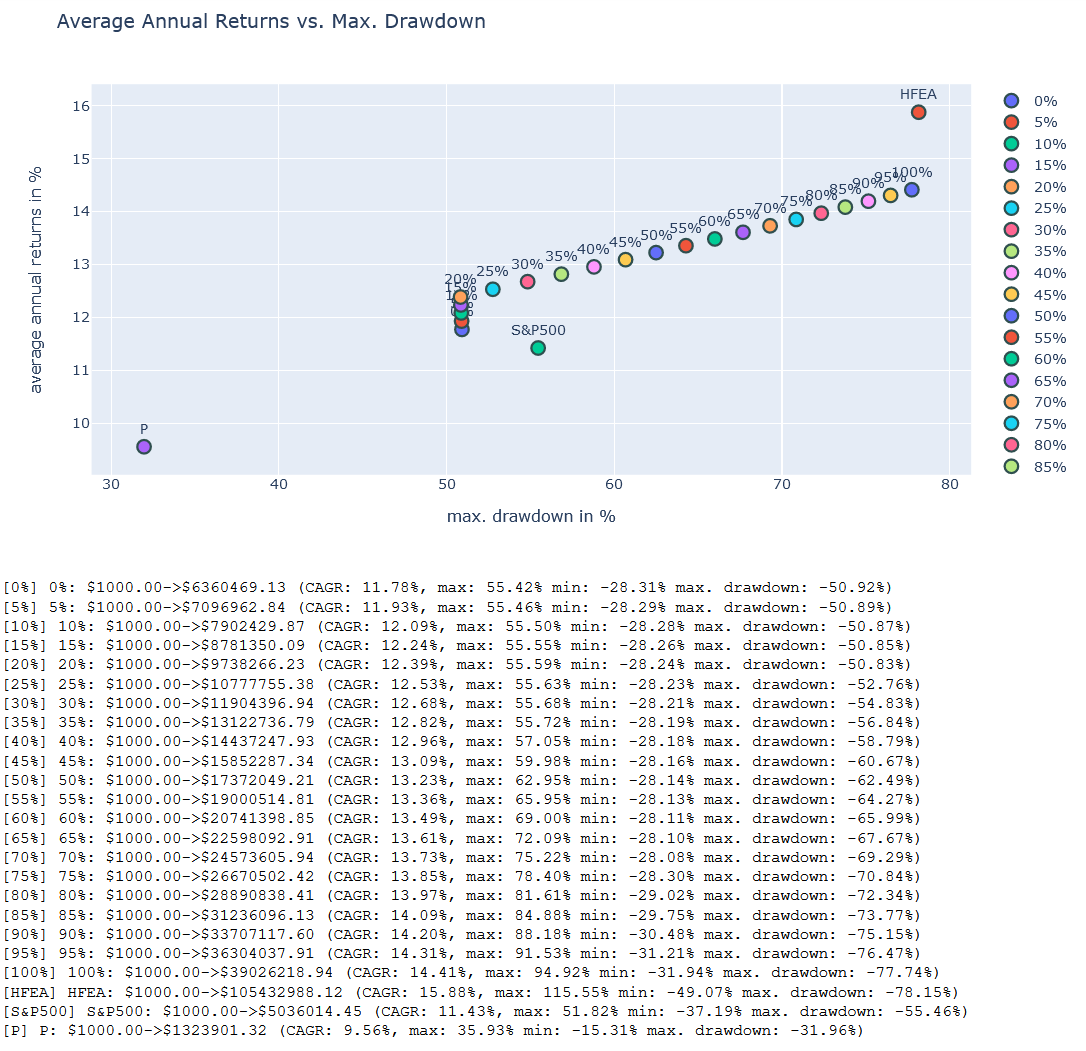 Average Annual Returns vs. Max. Drawdown
HFEA
0%
5%
10%
15%
20%
25%
30%
35%
40%
45%
50%
55%
60%
65%
70%
75%
80%
85%
16
15
14
13
12
11
10
average annual returns in %
20%
15%
25%
30%
35%
40%
45%
50%
55%
60%
65%
70%
75%
80%
85%
90%
95%
100%
S&P500
P
30
40
50
60
70
80
max. drawdown in %
[0%] 0%: $1000.00->$6360469.13 (CAGR: 11.78%, max: 55.42% min: -28.31% max. drawdown: -50.92%)
[5%] 5%: $1000.00->$7096962.84 (CAGR: 11.93%, max: 55.46% min: -28.29% max. drawdown: -50.89%)
[10%] 10%: $1000.00->$7902429.87 (CAGR: 12.09%, max: 55.50% min: -28.28% max. drawdown: -50.87%)
[15%] 15%: $1000.00->$8781350.09 (CAGR: 12.24%, max: 55.55% min: -28.26% max. drawdown: -50.85%)
[20%] 20%: $1000.00->$9738266.23 (CAGR: 12.39%, max: 55.59% min: -28.24% max. drawdown: -50.83%)
[25%] 25%: $1000.00->$10777755.38 (CAGR: 12.53%, max: 55.63% min: -28.23% max. drawdown: -52.76%)
[30%] 30%: $1000.00->$11904396.94 (CAGR: 12.68%, max: 55.68% min: -28.21% max. drawdown: -54.83%)
[35%] 35%: $1000.00->$13122736.79 (CAGR: 12.82%, max: 55.72% min: -28.19% max. drawdown: -56.84%)
[40%] 40%: $1000.00->$14437247.93 (CAGR: 12.96%, max: 57.05% min: -28.18% max. drawdown: -58.79%)
[45%] 45%: $1000.00->$15852287.34 (CAGR: 13.09%, max: 59.98% min: -28.16% max. drawdown: -60.67%)
[50%] 50%: $1000.00->$17372049.21 (CAGR: 13.23%, max: 62.95% min: -28.14% max. drawdown: -62.49%)
[55%] 55%: $1000.00->$19000514.81 (CAGR: 13.36%, max: 65.95% min: -28.13% max. drawdown: -64.27%)
[60%] 60%: $1000.00->$20741398.85 (CAGR: 13.49%, max: 69.00% min: -28.11% max. drawdown: -65.99%)
[65%] 65%: $1000.00->$22598092.91 (CAGR: 13.61%, max: 72.09% min: -28.10% max. drawdown: -67.67%)
[70%] 70%: $1000.00->$24573605.94 (CAGR: 13.73%, max: 75.22% min: -28.08% max. drawdown: -69.29%)
[75%] 75%: $1000.00->$26670502.42 (CAGR: 13.85%, max: 78.40% min: -28.30% max. drawdown: -70.84%)
[80%] 80%: $1000.00->$28890838.41 (CAGR: 13.97%, max: 81.61% min: -29.02% max. drawdown: -72.34%)
[85%] 85%: $1000.00->$31236096.13 (CAGR: 14.09%, max: 84.88% min: -29.75% max. drawdown: -73.77%)
[90%] 90%: $1000.00->$33707117.60 (CAGR: 14.20%, max: 88.18% min: -30.48% max. drawdown: -75.15%)
[95%] 95%: $1000.00->$36304037.91 (CAGR: 14.31%, max: 91.53% min: -31.21% max. drawdown: -76.47%)
[100%] 100%: $1000.00->$39026218.94 (CAGR: 14.41%, max: 94.92% min: -31.94% max. drawdown: -77.74%)
[HFEA] HFEA: $1000.00->$105432988.12 (CAGR: 15.88%, max: 115.55% min: -49.07% max. drawdown: -78.15%)
[S&P500] S&P500: $1000.00->$5036014.45 (CAGR: 11.43%, max: 51.82% min: -37.19% max. drawdown: -55.46%)
[P] P: $1000.00->$1323901.32 (CAGR: 9.56%, max: 35.93% min: -15.31% max. drawdown: -31.96%)